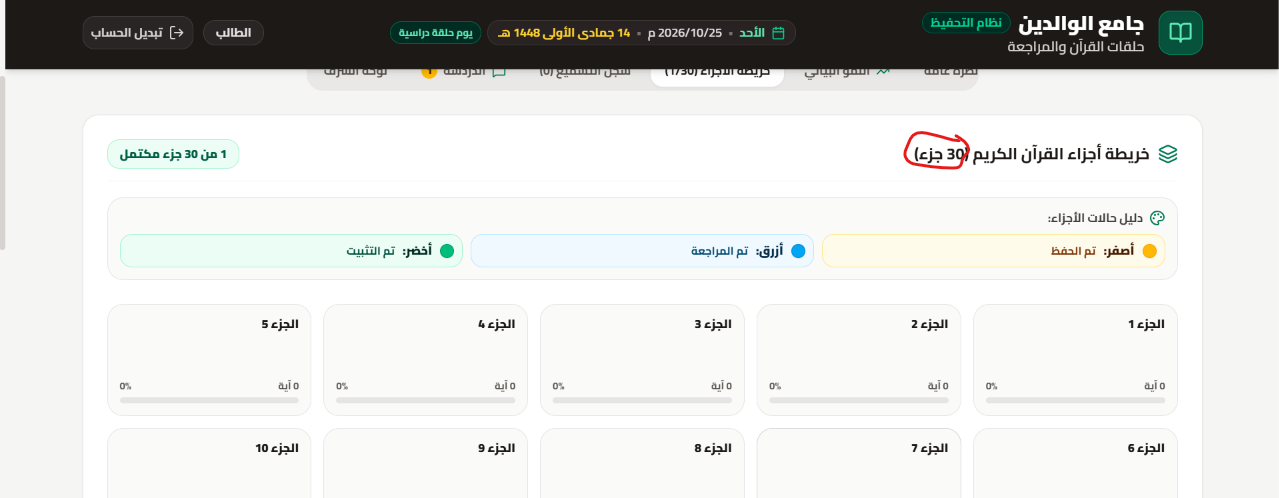 جامع الوالدين نظام التحفيظ
حلقات القرآن والمراجعة
الأحد • 2026/10/25 م • 14 جمادى الأولى 1448 هـ
يوم حلقة دراسية
الطالب
تبديل الحساب
نظرة عامة
النمو البياني
خريطة الأجزاء (1/30)
سجل التسميع (0)
الدردشة 1
لوحة الشرف
خريطة أجزاء القرآن الكريم (30 جزء)
1 من 30 جزء مكتمل
دليل حالات الأجزاء:
أصفر: تم الحفظ
أزرق: تم المراجعة
أخضر: تم التثبيت
الجزء 1
0 آية 0%
الجزء 2
0 آية 0%
الجزء 3
0 آية 0%
الجزء 4
0 آية 0%
الجزء 5
0 آية 0%
الجزء 6
الجزء 7
الجزء 8
الجزء 9
الجزء 10